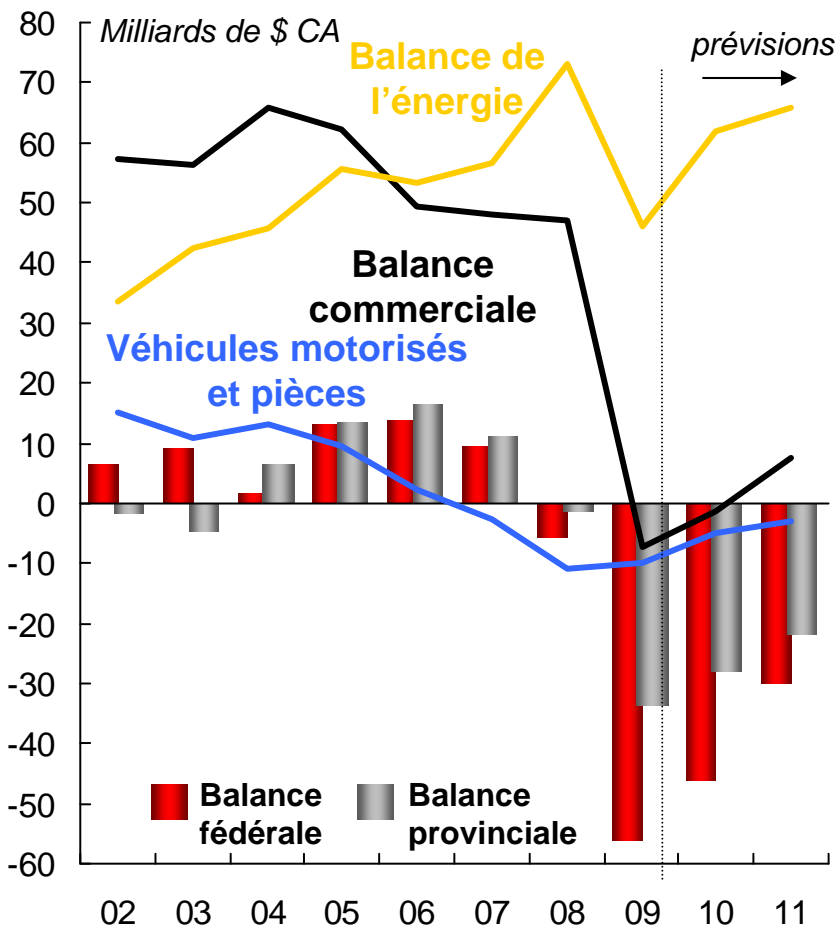 80
70
60
50
40
30
20
10
0
-10
-20
-30
-40
-50
-60
Milliards de $ CA
prévisions
Balance de
l’énergie
Balance
commerciale
Véhicules motorisés
et pièces
Balance
fédérale
Balance
provinciale
02 03 04 05 06 07 08 09 10 11